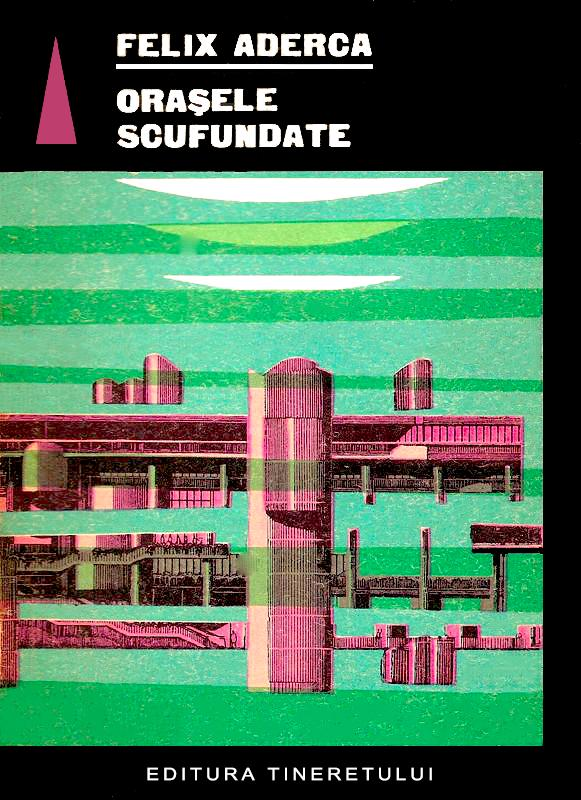 FELIX ADERCA
ORAŞELE
SCUFUNDATE
EDITURA TINERETULUI